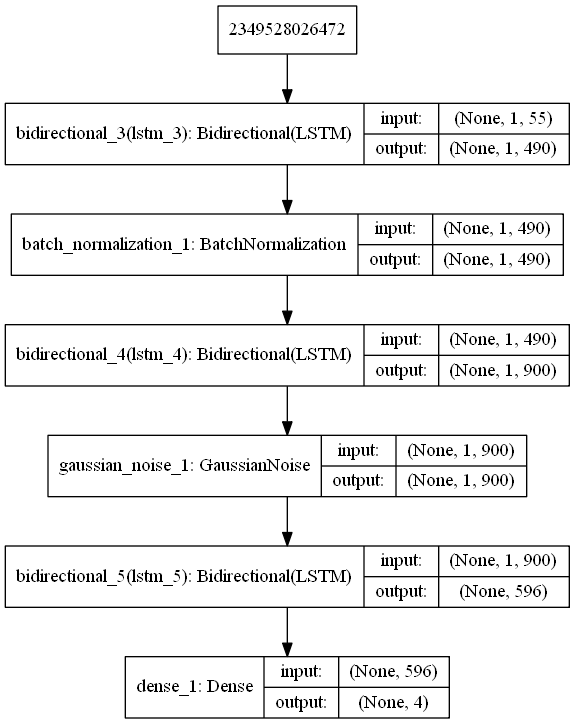 2349528026472
bidirectional_3(lstm_3): Bidirectional(LSTM)
input: (None, 1, 55)
output: (None, 1, 490)
batch_normalization_1: BatchNormalization
input: (None, 1, 490)
output: (None, 1, 490)
bidirectional_4(lstm_4): Bidirectional(LSTM)
input: (None, 1, 490)
output: (None, 1, 900)
gaussian_noise_1: GaussianNoise
input: (None, 1, 900)
output: (None, 1, 900)
bidirectional_5(lstm_5): Bidirectional(LSTM)
input: (None, 1, 900)
output: (None, 596)
dense_1: Dense
input: (None, 596)
output: (None, 4)